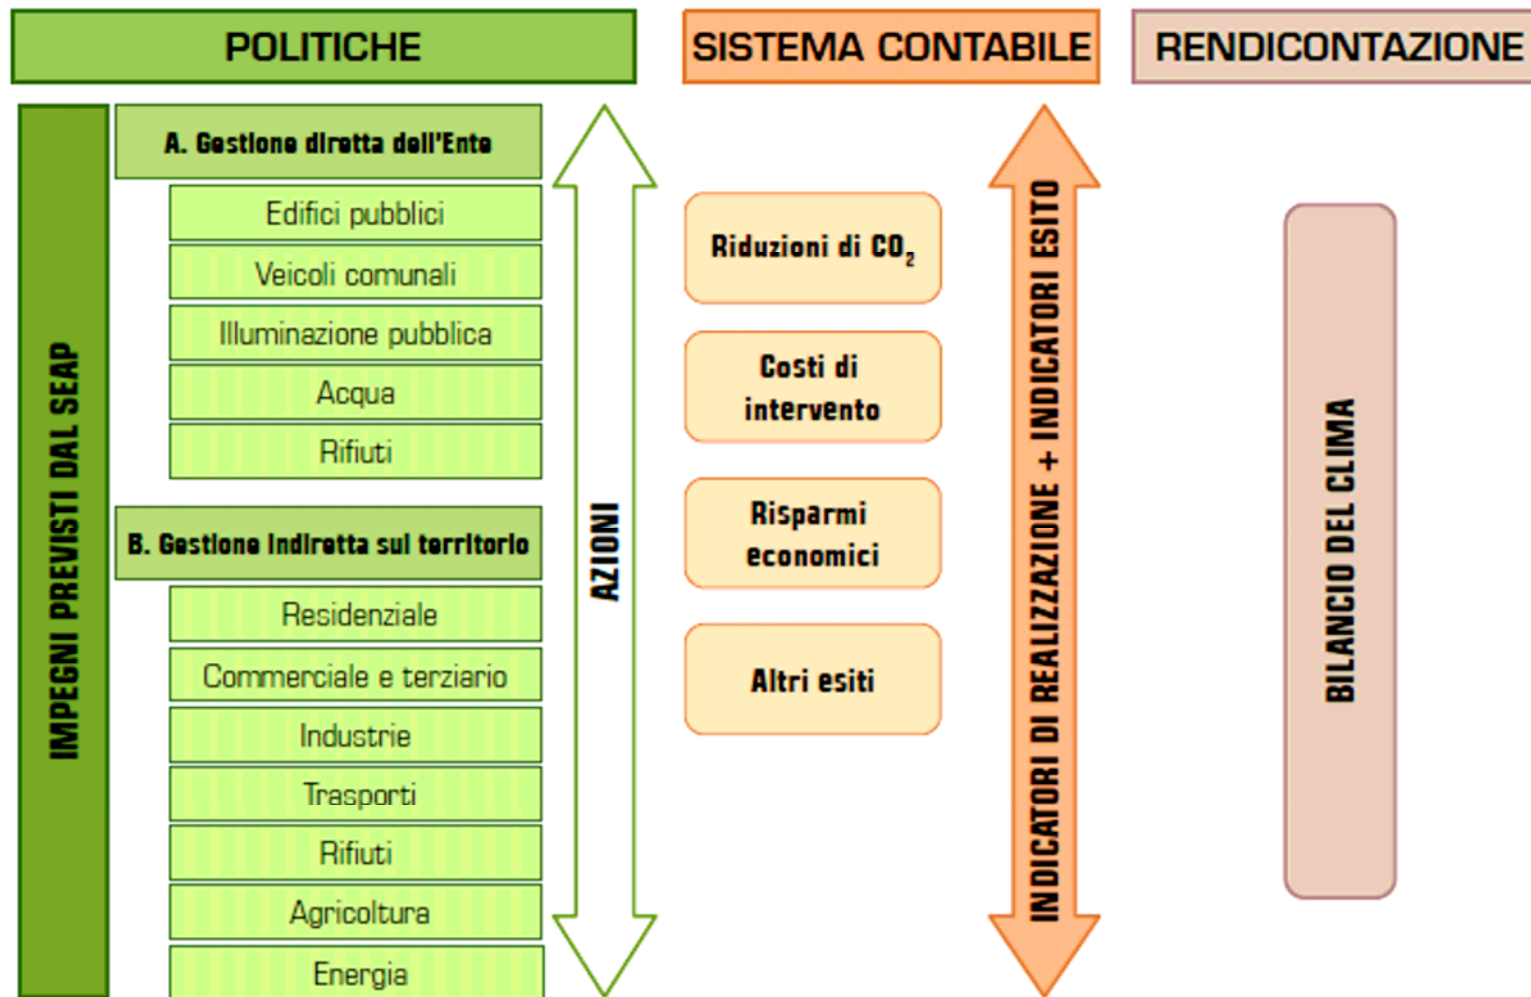 POLITICHE
SISTEMA CONTABILE
RENDICONTAZIONE
IMPEGNI PREVISTI DAL SEAP
A. Gestione diretta dell'Ente
Edifici pubblici
Veicoli comunali
Illuminazione pubblica
Acqua
Rifiuti
B. Gestione indiretta sul territorio
Residenziale
Commerciale e terziario
Industrie
Trasporti
Rifiuti
Agricoltura
Energia
AZIONI
Riduzioni di CO₂
Costi di
intervento
Risparmi
economici
Altri esiti
INDICATORI DI REALIZZAZIONE + INDICATORI ESITO
BILANCIO DEL CLIMA